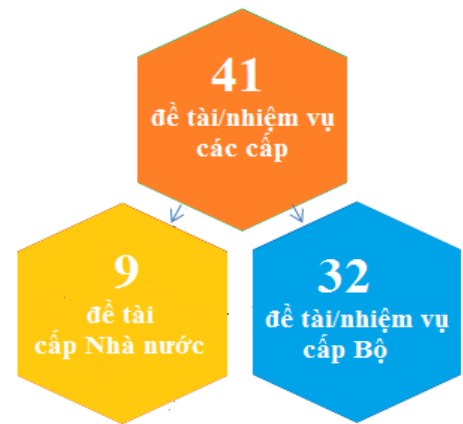 41
đề tài/nhiệm vụ
các cấp
9
đề tài
cấp Nhà nước
32
đề tài/nhiệm vụ
cấp Bộ